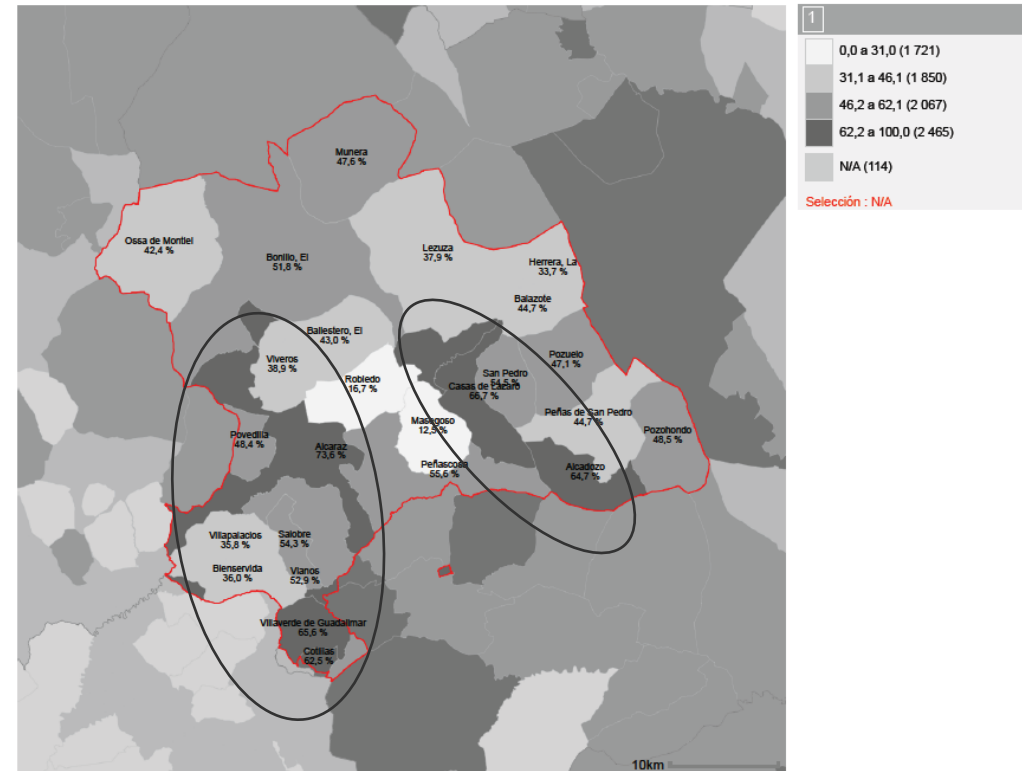 1
0,0 a 31,0 (1 721)
31,1 a 46,1 (1 850)
46,2 a 62,1 (2 067)
62,2 a 100,0 (2 465)
N/A (114)
Selección : N/A
Munera
47,6 %
Ossa de Montiel
42,4 %
Bonillo, El
51,8 %
Lezuza
37,9 %
Herrera, La
33,7 %
Balazote
44,7 %
Ballestero, El
43,0 %
Viveros
38,9 %
Robledo
16,7 %
Pozuelo
47,1 %
San Pedro
54,5 %
Casas de Lázaro
66,7 %
Masegoso
12,5 %
Peñas de San Pedro
44,7 %
Pozohondo
48,5 %
Povedilla
48,4 %
Alcaraz
73,6 %
Peñascosa
55,6 %
Alcadozo
64,7 %
Villapalacios
35,8 %
Salobre
54,3 %
Bienservida
36,0 %
Vianos
52,9 %
Villaverde de Guadalimar
65,6 %
Cotillas
62,5 %
10km